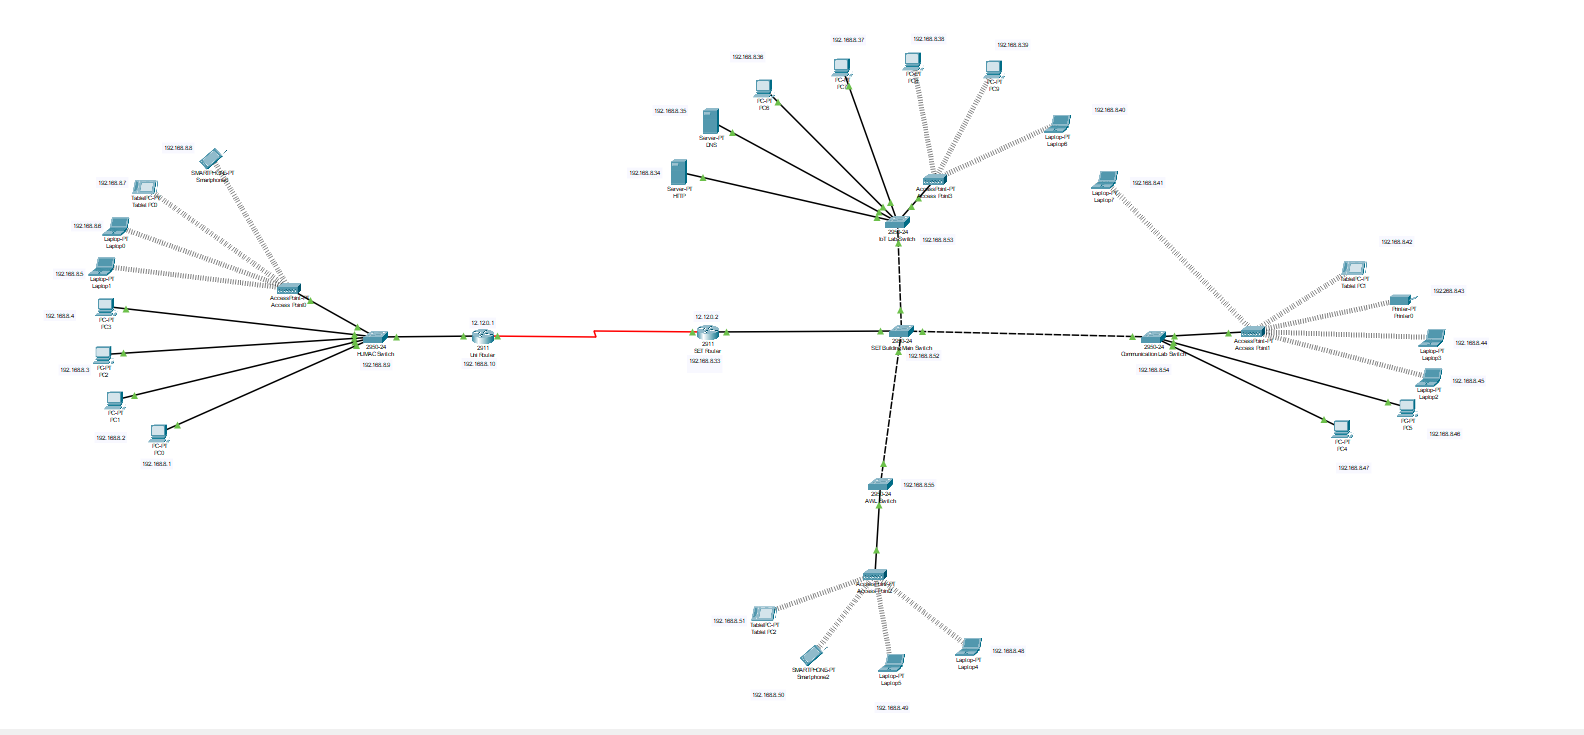 192.168.8.37
192.168.8.38
192.168.8.39
192.168.8.36
PC-PT
PC-PT
PC-PT
PC9
PC-PT
PC6
192.168.8.35
Server-PT
DNS
192.168.8.40
Laptop-PT
Laptop6
192.168.8.8
SMARTPHONE-PT
192.168.8.34
Server-PT
HTTP
192.168.8.7
TabletPC-PT
Tablet PC0
AccessPoint-PT
Access Point3
192.168.8.41
Laptop-PT
Laptop7
192.168.8.6
Laptop-PT
Laptop0
2950-24
IoT Lab Switch
192.168.8.53
192.168.8.42
TabletPC-PT
Tablet PC1
192.168.8.5
Laptop-PT
Laptop1
192.268.8.43
Printer-PT
Printer0
AccessPoint-PT
Access Point0
192.168.8.4
PC-PT
PC3
12.12.0.1
2911
Uni Router
192.168.8.10
12.12.0.2
2911
SET Router
192.168.8.33
2950-24
SET Building Main Switch
192.168.8.52
2950-24
HUMAC Switch
192.168.8.9
2950-24
Communication Lab Switch
192.168.8.54
AccessPoint-PT
Access Point1
192.168.8.44
Laptop-PT
Laptop3
192.168.8.3
PC-PT
PC2
192.168.8.45
Laptop-PT
Laptop2
PC-PT
PC1
192.168.8.2
PC-PT
PC5
192.168.8.46
PC-PT
PC0
192.168.8.1
PC-PT
PC4
192.168.8.47
2950-24
AWL Switch
192.168.8.55
AccessPoint-PT
Access Point2
192.168.8.51
TabletPC-PT
Tablet PC2
192.168.8.48
Laptop-PT
Laptop4
SMARTPHONE-PT
Smartphone2
Laptop-PT
Laptop5
192.168.8.50
192.168.8.49